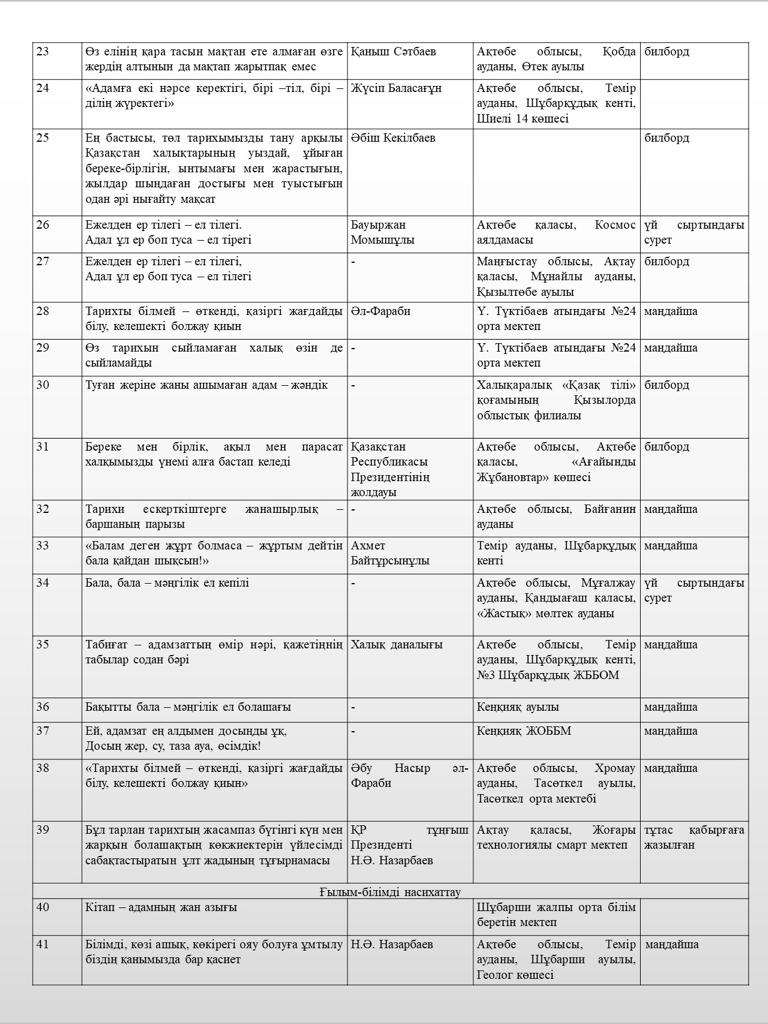 23 Өз елінің қара тасын мақтан ете алмаған өзге Қаныш Сәтбаев Ақтөбе облысы, Қобда билборд
жердің алтынын да мақтап жарытпақ емес ауданы, Өтек ауылы
24 «Адамға екі нәрсе керектігі, бірі –тіл, бірі – Жүсіп Баласағұн Ақтөбе облысы, Темір
ділің жүректегі» ауданы, Шұбарқұдық кенті,
Шиелі 14 көшесі
25 Ең бастысы, төл тарихымызды тану арқылы Әбіш Кекілбаев билборд
Қазақстан халықтарының уыздай, ұйыған
береке-бірлігін, ынтымағы мен жарастығын,
жылдар шыңдаған достығы мен туыстығын
одан әрі нығайту мақсат
26 Ежелден ер тілегі – ел тілегі. Бауыржан Ақтөбе қаласы, Космос үй сыртындағы
Адал ұл ер боп туса – ел тірегі Момышұлы аялдамасы сурет
27 Ежелден ер тілегі – ел тілегі, - Маңғыстау облысы, Ақтау билборд
Адал ұл ер боп туса – ел тілегі қаласы, Мұнайлы ауданы,
Қызылтөбе ауылы
28 Тарихты білмей – өткенді, қазіргі жағдайды Әл-Фараби Ү. Түктібаев атындағы №24 маңдайша
білу, келешекті болжау қиын орта мектеп
29 Өз тарихын сыйламаған халық өзін де - Ү. Түктібаев атындағы №24 маңдайша
сыйламайды орта мектеп
30 Туған жеріне жаны ашымаған адам – жәндік - Халықаралық «Қазақ тілі» билборд
қоғамының Қызылорда
облыстық филиалы
31 Береке мен бірлік, ақыл мен парасат Қазақстан Ақтөбе облысы, Ақтөбе билборд
халқымызды үнемі алға бастап келеді Республикасы қаласы, «Ағайынды
Президентінің Жұбановтар» көшесі
жолдауы
32 Тарихи ескерткіштерге жанашырлық – - Ақтөбе облысы, Байғанин маңдайша
баршаның парызы ауданы
33 «Балам деген жұрт болмаса – жұртым дейтін Ахмет Темір ауданы, Шұбарқұдық маңдайша
бала қайдан шықсын!» Байтұрсынұлы кенті
34 Бала, бала – мәңгілік ел кепілі - Ақтөбе облысы, Мұғалжау үй сыртындағы
ауданы, Қандыағаш қаласы, сурет
«Жастық» мөлтек ауданы
35 Табиғат – адамзаттың өмір нәрі, қажетіңнің Халық даналығы Ақтөбе облысы, Темір маңдайша
табылар содан бәрі ауданы, Шұбарқұдық кенті,
№3 Шұбарқұдық ЖББОМ
36 Бақытты бала – мәңгілік ел болашағы - Кеңқияқ ауылы маңдайша
37 Ей, адамзат ең алдымен досынды ұқ, - Кеңқияқ ЖОББМ маңдайша
Досың жер, су, таза ауа, өсімдік!
38 «Тарихты білмей – өткенді, қазіргі жағдайды Әбу Насыр әл- Ақтөбе облысы, Хромау маңдайша
білу, келешекті болжау қиын» Фараби ауданы, Тасөткел ауылы,
Тасөткел орта мектебі
39 Бұл тарлан тарихтың жасампаз бүгінгі күн мен ҚР тұңғыш Ақтау қаласы, Жоғары тұтас қабырғаға
жарқын болашақтың көкжиектерін үйлесімді Президенті технологиялы смарт мектеп жазылған
сабақтастыратын ұлт жадының тұғырнамасы Н.Ә. Назарбаев
Ғылым-білімді насихаттау
40 Кітап – адамның жан азығы Шұбарши жалпы орта білім
беретін мектеп
41 Білімді, көзі ашық, көкірегі ояу болуға ұмтылу Н.Ә. Назарбаев Ақтөбе облысы, Темір маңдайша
біздің қанымызда бар қасиет ауданы, Шұбарши ауылы,
Геолог көшесі